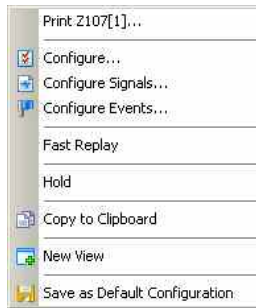 Print Z107[1]...
Configure...
Configure Signals...
Configure Events...
Fast Replay
Hold
Copy to Clipboard
New View
Save as Default Configuration